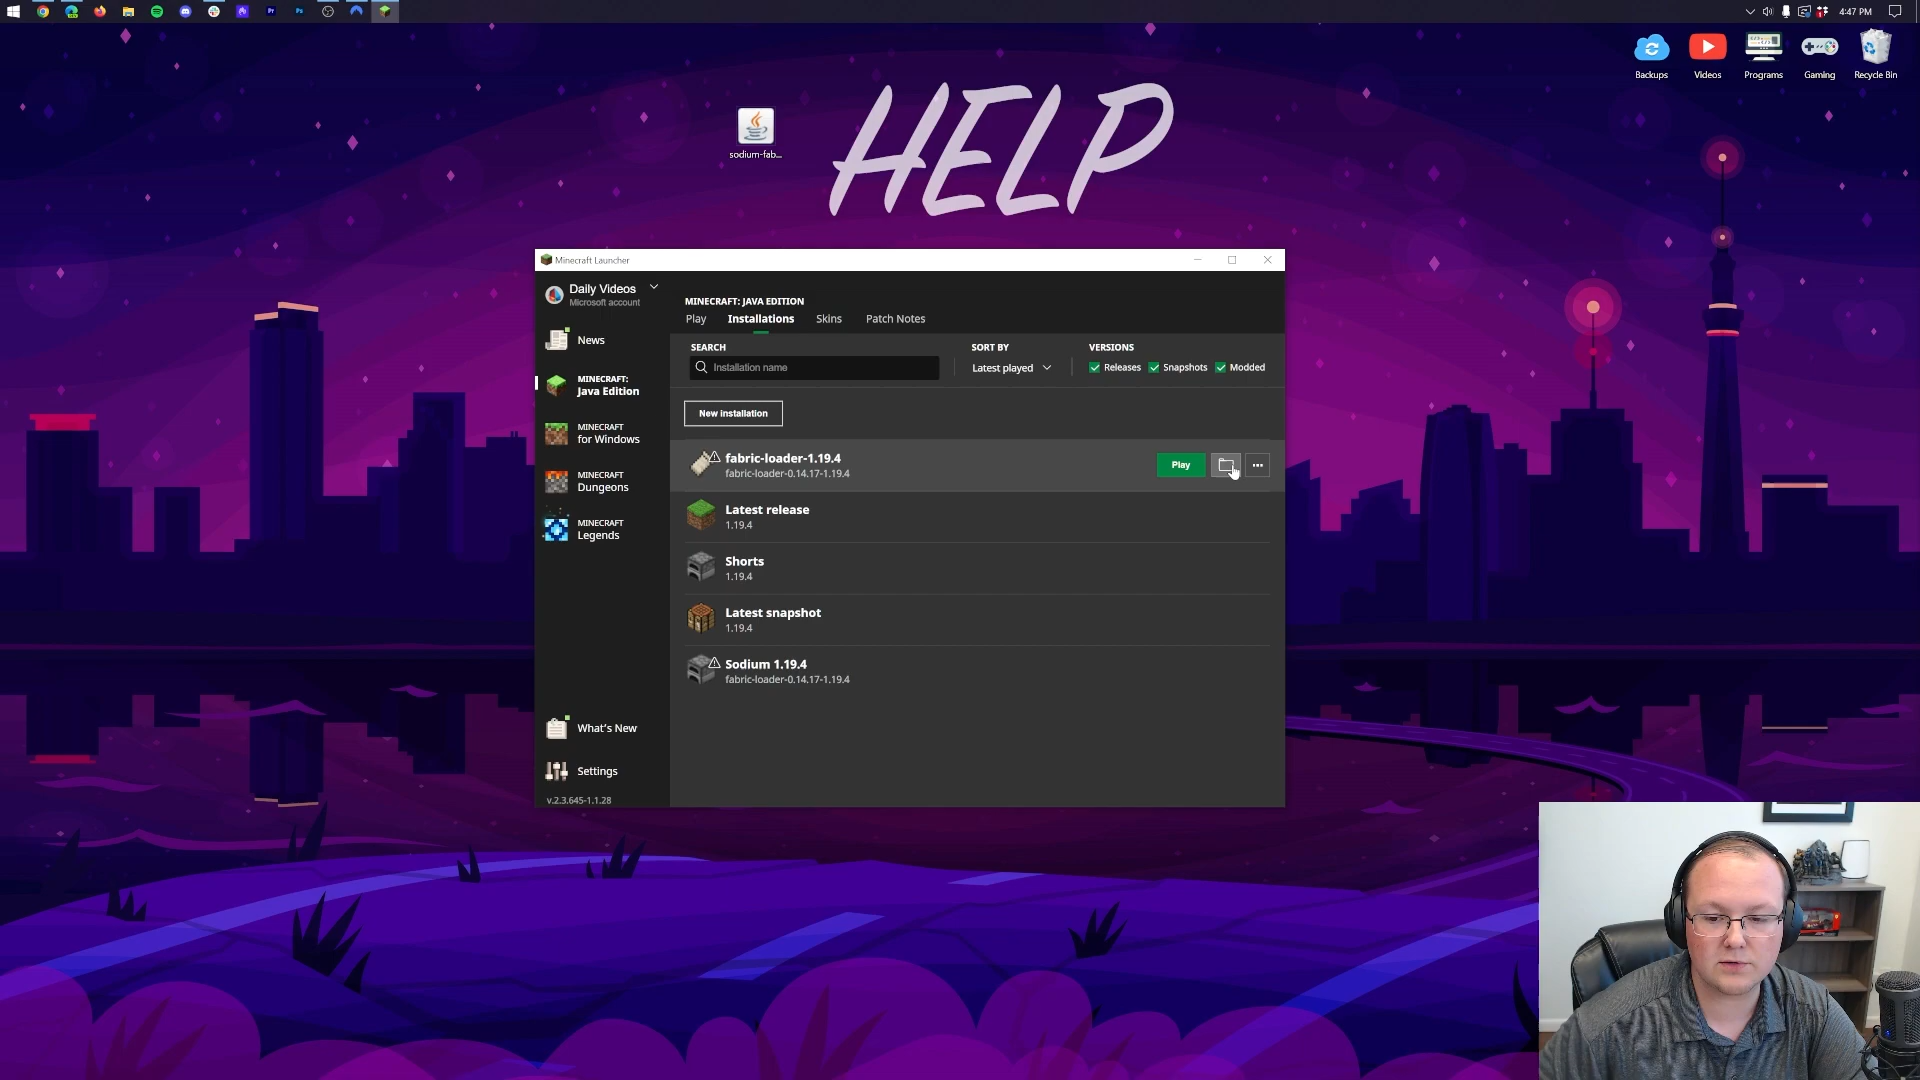 4:47 PM
Backups
Videos
Programs
Gaming
Recycle Bin
sodium-fab...
HELP
Minecraft Launcher
Daily Videos
Microsoft account
News
MINECRAFT:
Java Edition
MINECRAFT
for Windows
MINECRAFT
Dungeons
MINECRAFT
Legends
What's New
Settings
v.2.3.645-1.1.28
MINECRAFT: JAVA EDITION
Play Installations Skins Patch Notes
SEARCH SORT BY VERSIONS
Installation name Latest played Releases Snapshots Modded
New installation
fabric-loader-1.19.4
fabric-loader-0.14.17-1.19.4
Play
Latest release
1.19.4
Shorts
1.19.4
Latest snapshot
1.19.4
Sodium 1.19.4
fabric-loader-0.14.17-1.19.4